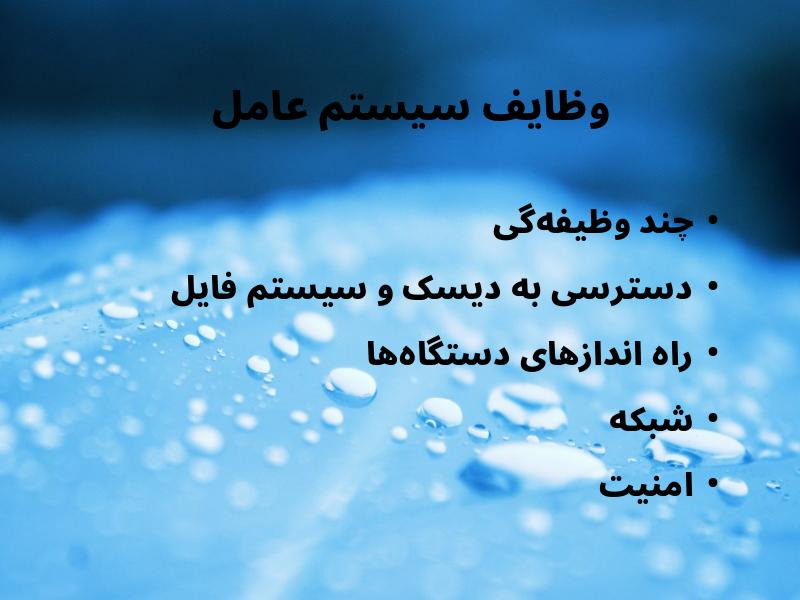 وظایف سیستم عامل
• چند وظیفه‌گی
• دسترسی به دیسک و سیستم فایل
• راه اندازهای دستگاه‌ها
• شبکه
• امنیت